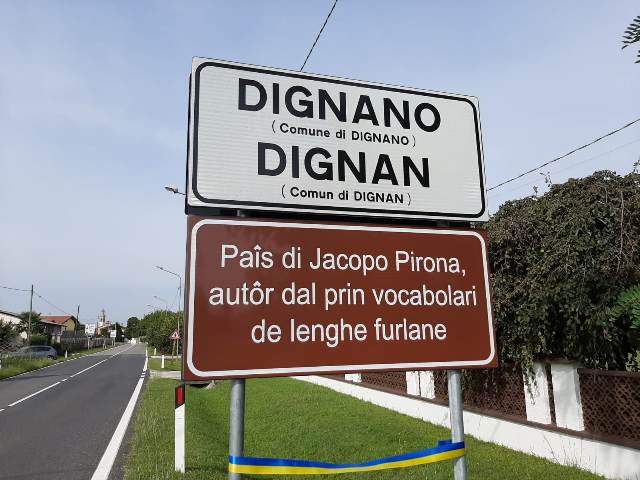 DIGNANO
(Comune di DIGNANO)
DIGNAN
(Comun di DIGNAN)
Paîs di Jacopo Pirona,
autôr dal prin vocabolari
de lenghe furlane